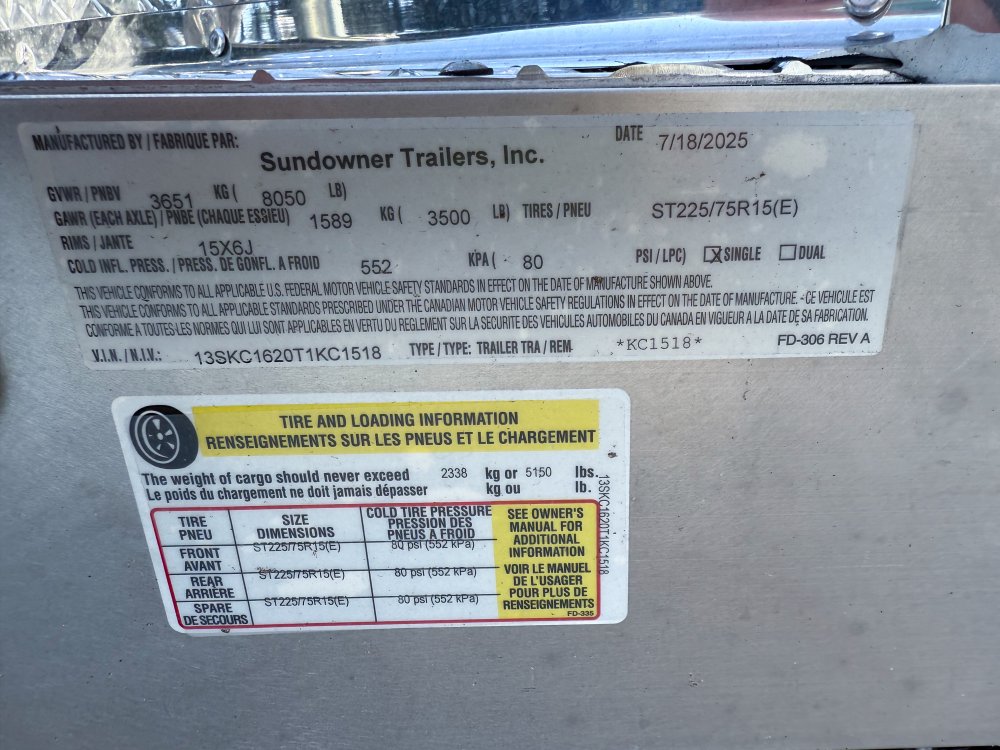 MANUFACTURED BY / FABRIQUE PAR: Sundowner Trailers, Inc. DATE 7/18/2025
GVWR / PNBV 3651 KG ( 8050 LB)
GAWR (EACH AXLE) / PNBE (CHAQUE ESSIEU) 1589 KG ( 3500 LB) TIRES / PNEU ST225/75R15(E)
RIMS / JANTE 15X6J
COLD INFL. PRESS. / PRESS. DE GONFL. A FROID 552 KPA ( 80 PSI / LPC) ☒ SINGLE ☐ DUAL
THIS VEHICLE CONFORMS TO ALL APPLICABLE U.S. FEDERAL MOTOR VEHICLE SAFETY STANDARDS IN EFFECT ON THE DATE OF MANUFACTURE SHOWN ABOVE.
THIS VEHICLE CONFORMS TO ALL APPLICABLE STANDARDS PRESCRIBED UNDER THE CANADIAN MOTOR VEHICLE SAFETY REGULATIONS IN EFFECT ON THE DATE OF MANUFACTURE. - CE VEHICULE EST
CONFORME A TOUTES LES NORMES QUI LUI SONT APPLICABLES EN VERTU DU REGLEMENT SUR LA SECURITE DES VEHICULES AUTOMOBILES DU CANADA EN VIGUEUR A LA DATE DE SA FABRICATION.
V.I.N. / N.I.V.: 13SKC1620T1KC1518 TYPE / TYPE: TRAILER TRA / REM *KC1518* FD-306 REV A
TIRE AND LOADING INFORMATION
RENSEIGNEMENTS SUR LES PNEUS ET LE CHARGEMENT
The weight of cargo should never exceed 2338 kg or 5150 lbs.
Le poids du chargement ne doit jamais dépasser kg ou lb.
13SKC1620T1KC1518
TIRE SIZE COLD TIRE PRESSURE
PNEU DIMENSIONS PRESSION DES PNEUS A FROID
FRONT AVANT ST225/75R15(E) 80 psi (552 kPa)
REAR ARRIÈRE ST225/75R15(E) 80 psi (552 kPa)
SPARE DE SECOURS ST225/75R15(E) 80 psi (552 kPa)
SEE OWNER'S
MANUAL FOR
ADDITIONAL
INFORMATION
VOIR LE MANUEL
DE L'USAGER
POUR PLUS DE
RENSEIGNEMENTS
FD-335